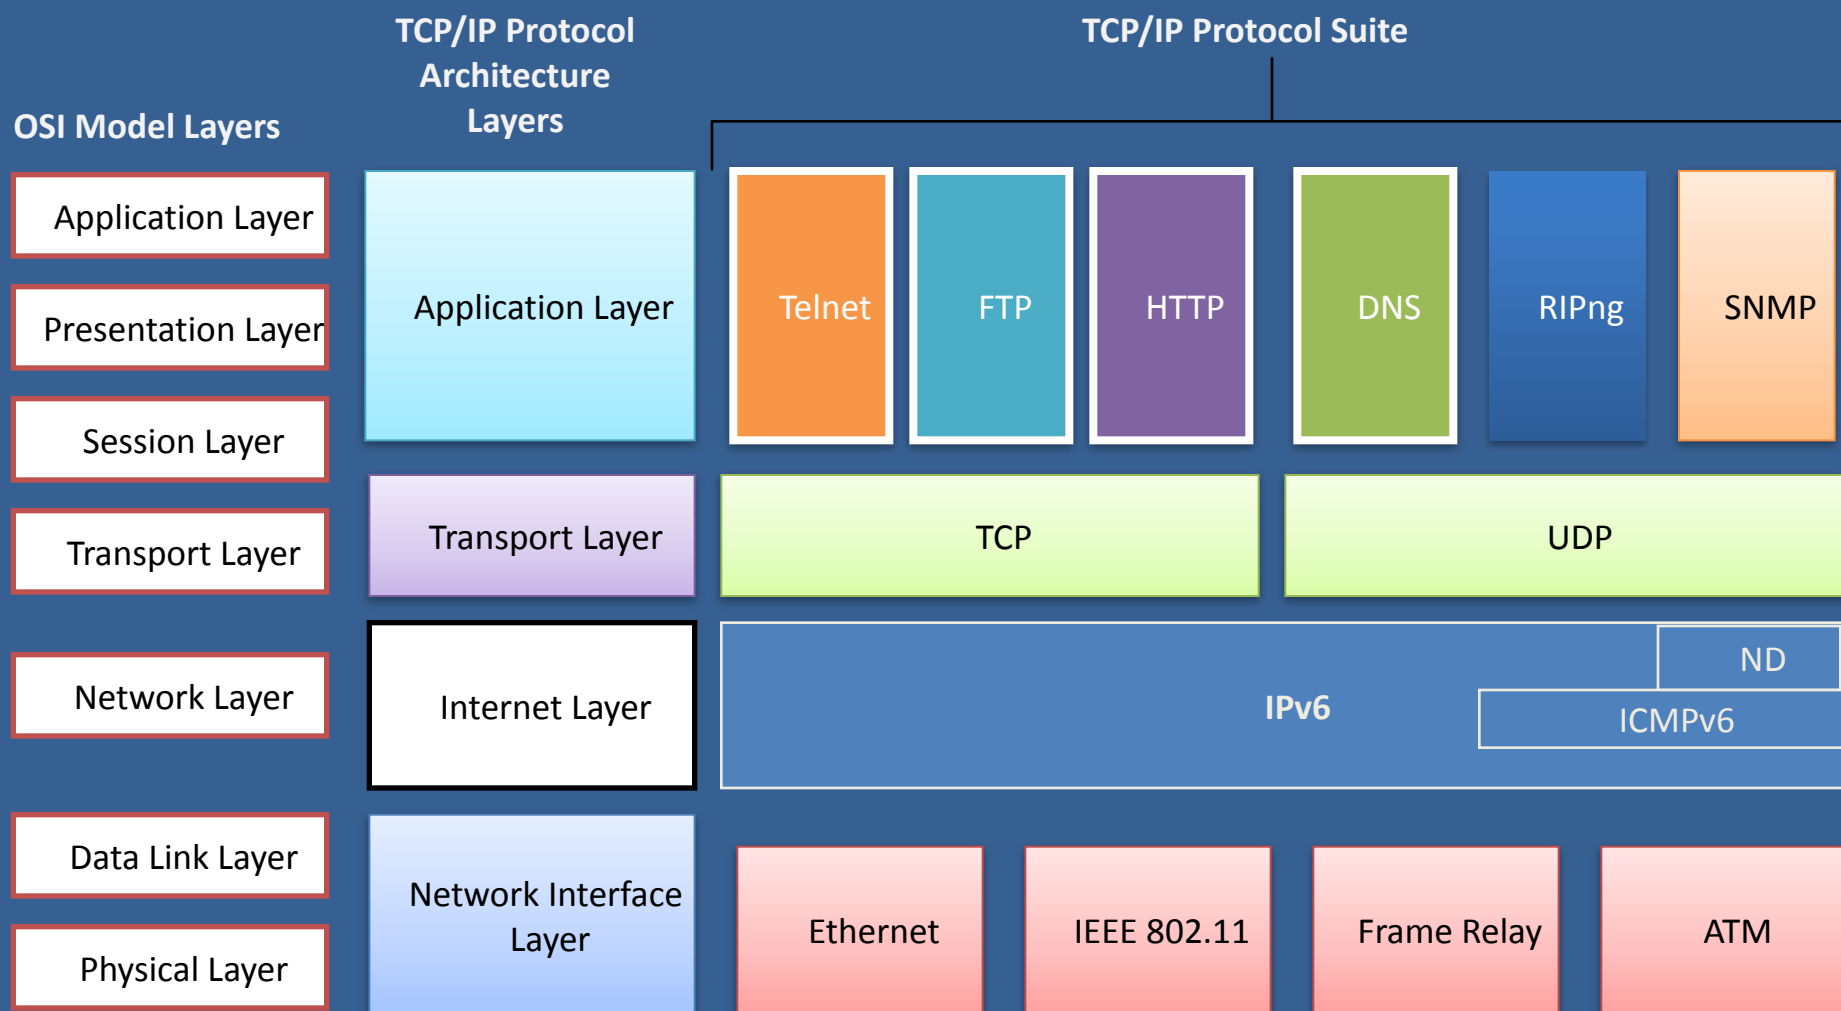 TCP/IP Protocol
Architecture
Layers
TCP/IP Protocol Suite
OSI Model Layers
Application Layer
Presentation Layer
Session Layer
Transport Layer
Network Layer
Data Link Layer
Physical Layer
Application Layer
Transport Layer
Internet Layer
Network Interface
Layer
Telnet
FTP
HTTP
DNS
RIPng
SNMP
TCP
UDP
IPv6
ND
ICMPv6
Ethernet
IEEE 802.11
Frame Relay
ATM